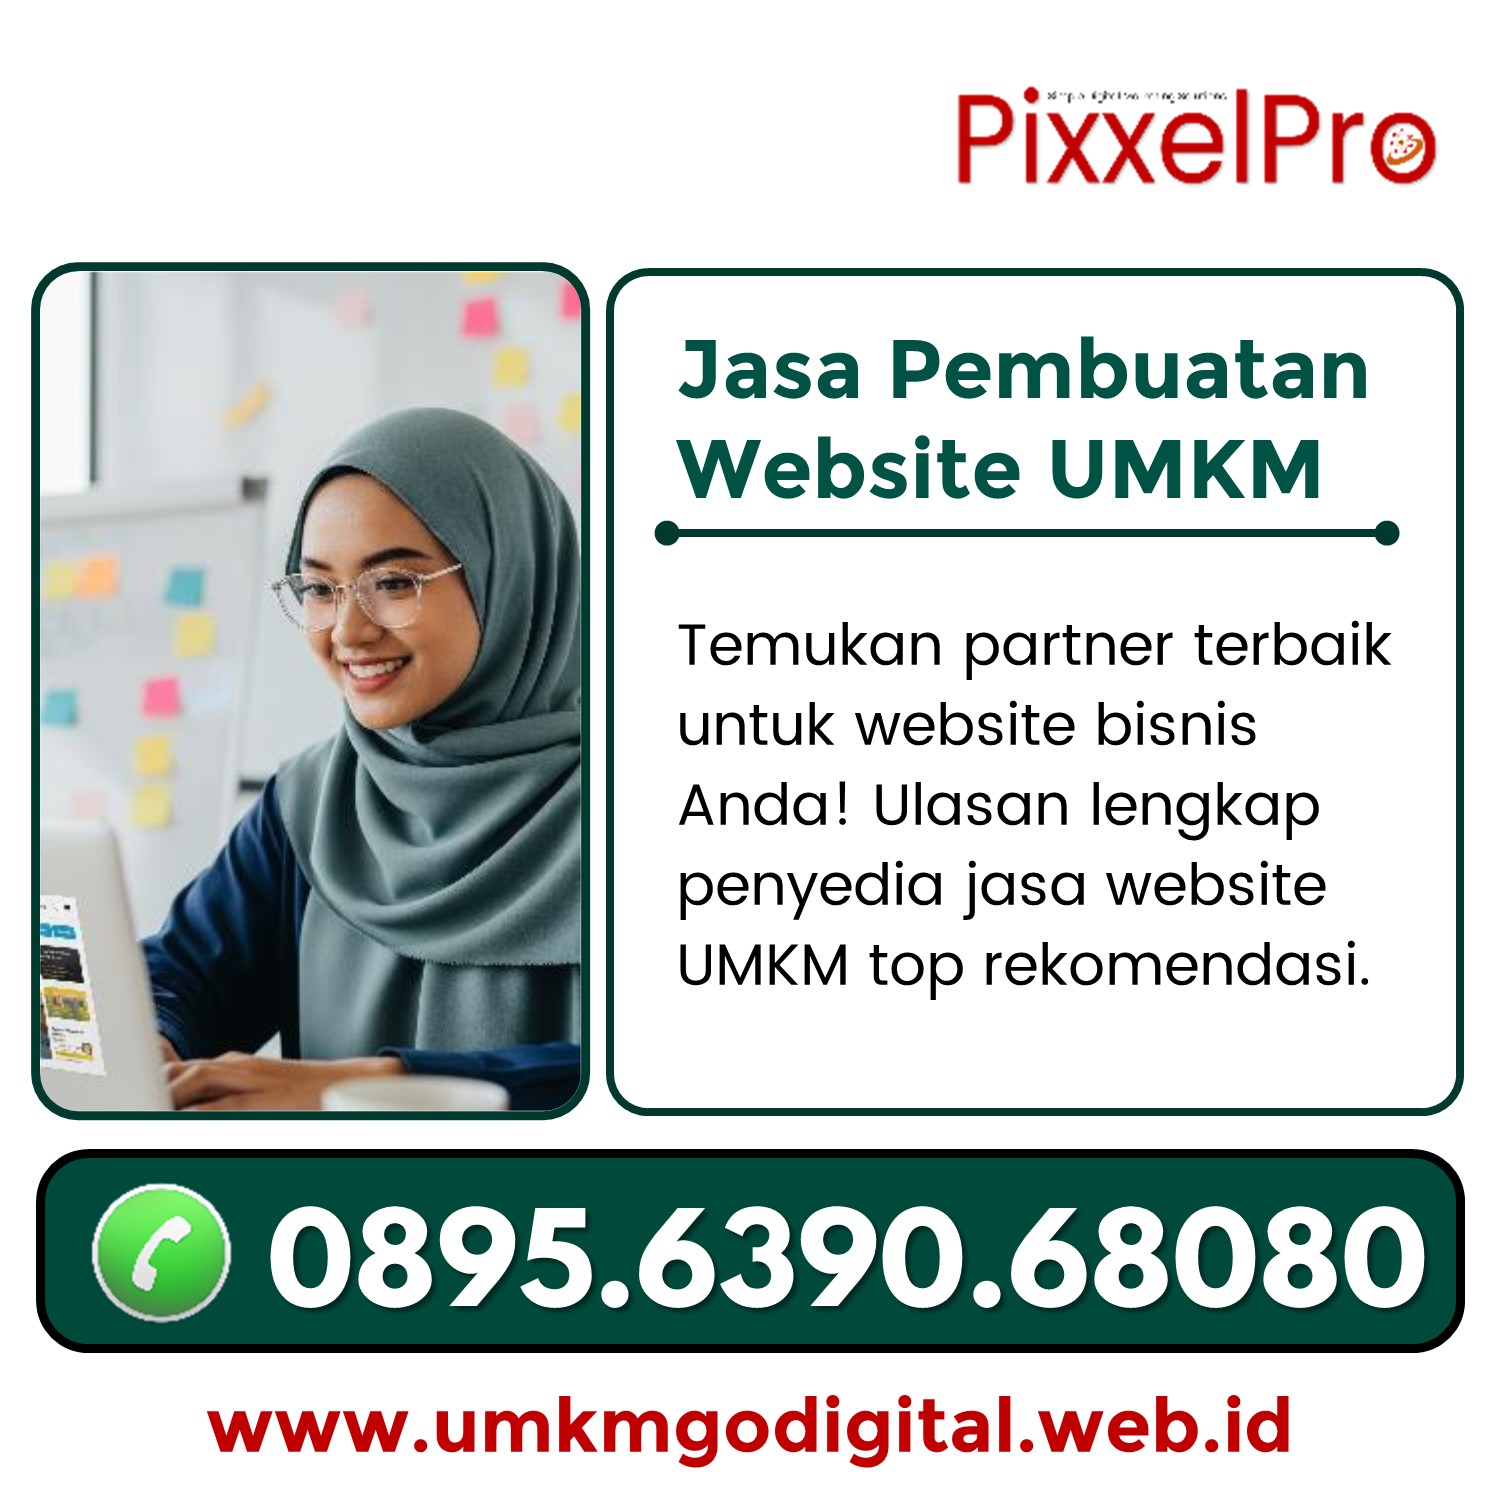 PixxelPro
Jasa Pembuatan
Website UMKM
Temukan partner terbaik
untuk website bisnis
Anda! Ulasan lengkap
penyedia jasa website
UMKM top rekomendasi.
0895.6390.68080
www.umkmgodigital.web.id